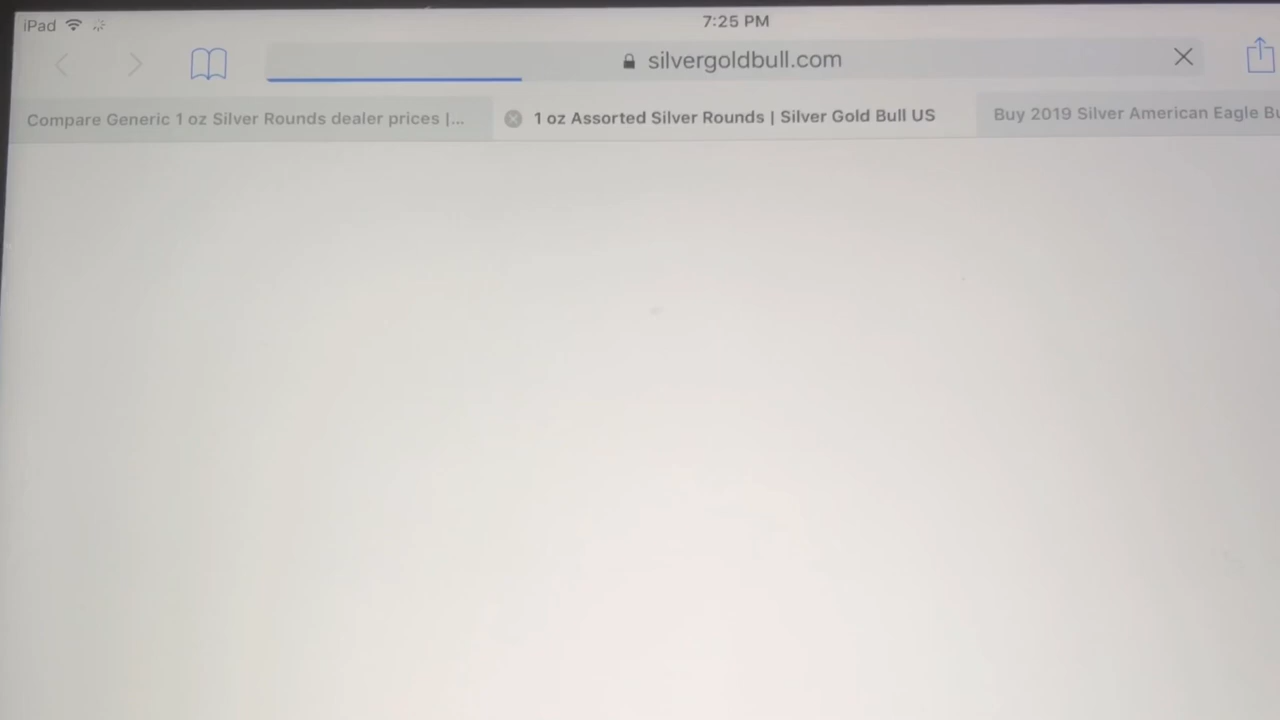 iPad
7:25 PM
silvergoldbull.com
Compare Generic 1 oz Silver Rounds dealer prices |...
1 oz Assorted Silver Rounds | Silver Gold Bull US
Buy 2019 Silver American Eagle Bu